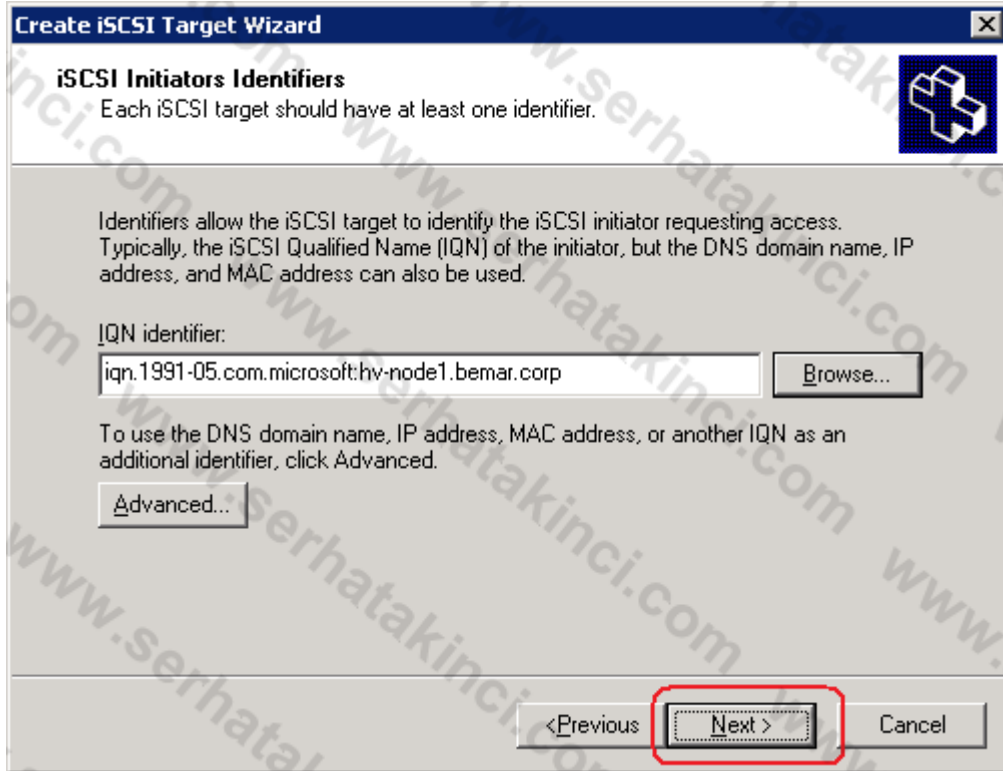 Create iSCSI Target Wizard
iSCSI Initiators Identifiers
Each iSCSI target should have at least one identifier.
Identifiers allow the iSCSI target to identify the iSCSI initiator requesting access.
Typically, the iSCSI Qualified Name (IQN) of the initiator, but the DNS domain name, IP
address, and MAC address can also be used.
IQN identifier:
iqn.1991-05.com.microsoft:hv-node1.bemar.corp
Browse...
To use the DNS domain name, IP address, MAC address, or another IQN as an
additional identifier, click Advanced.
Advanced...
<Previous
Next >
Cancel
www.serhatakinci.com